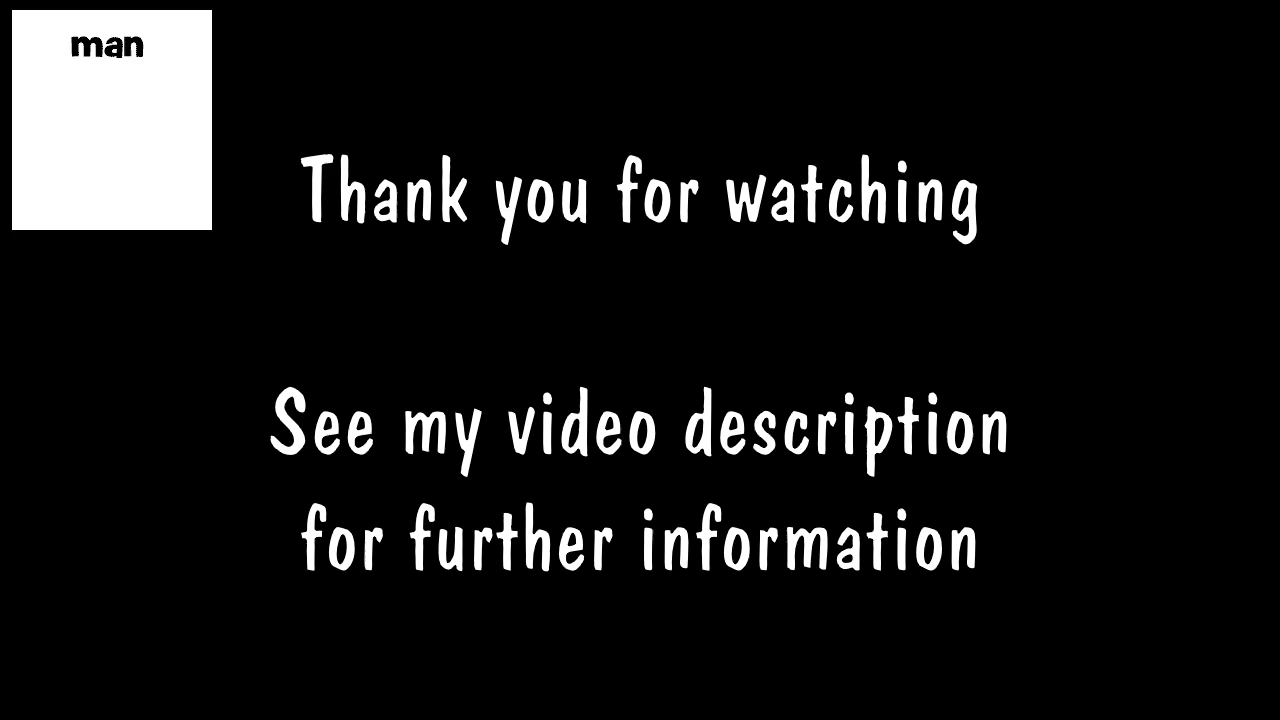 man
Thank you for watching
See my video description
for further information